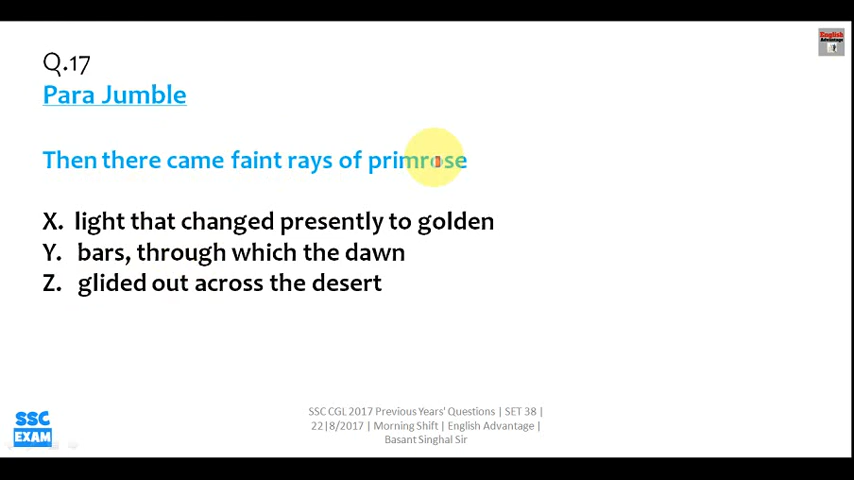 English
Advantage
Q.17
Para Jumble
Then there came faint rays of primrose
X. light that changed presently to golden
Y. bars, through which the dawn
Z. glided out across the desert
SSC
EXAM
SSC CGL 2017 Previous Years' Questions | SET 38 |
22|8/2017 | Morning Shift | English Advantage |
Basant Singhal Sir